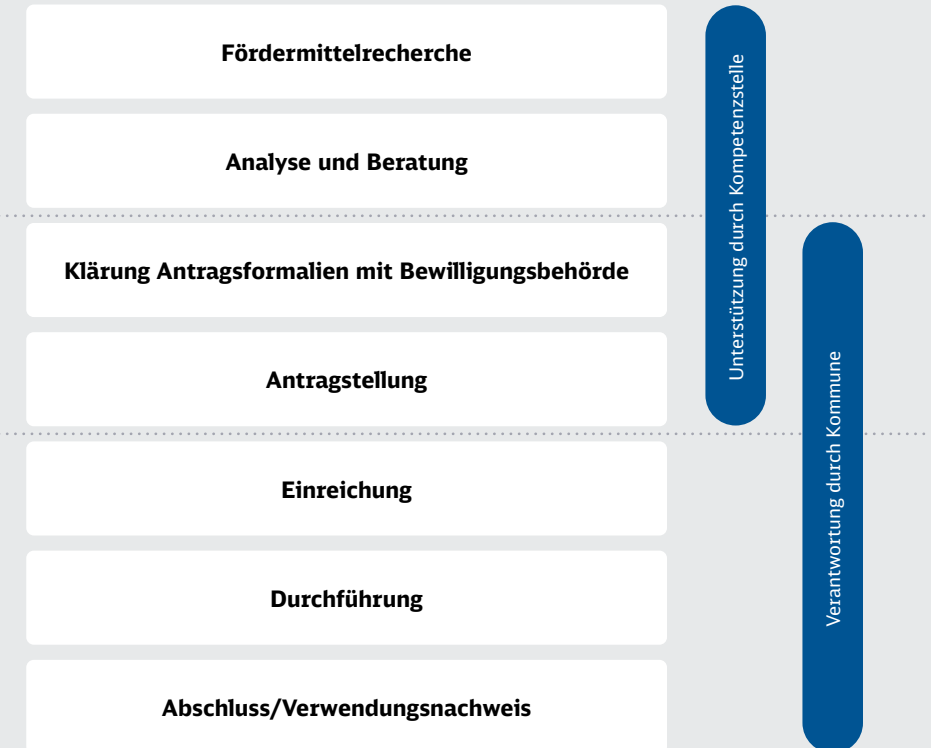 Fördermittelrecherche
Analyse und Beratung
Klärung Antragsformalien mit Bewilligungsbehörde
Antragstellung
Einreichung
Durchführung
Abschluss/Verwendungsnachweis
Unterstützung durch Kompetenzstelle
Verantwortung durch Kommune